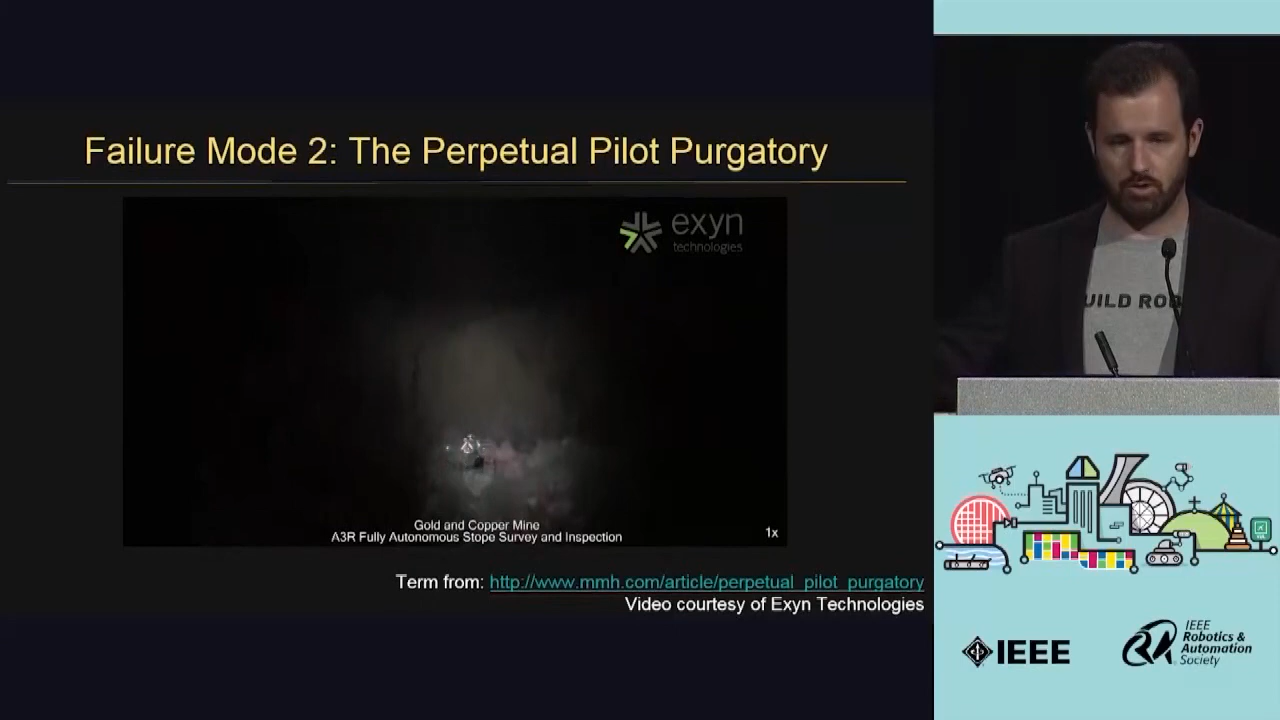 Failure Mode 2: The Perpetual Pilot Purgatory
exyn
technologies
Gold and Copper Mine
A3R Fully Autonomous Stope Survey and Inspection
1x
Term from: http://www.mmh.com/article/perpetual_pilot_purgatory
Video courtesy of Exyn Technologies
UILD ROB
IEEE
IEEE
Robotics &
Automation
Society